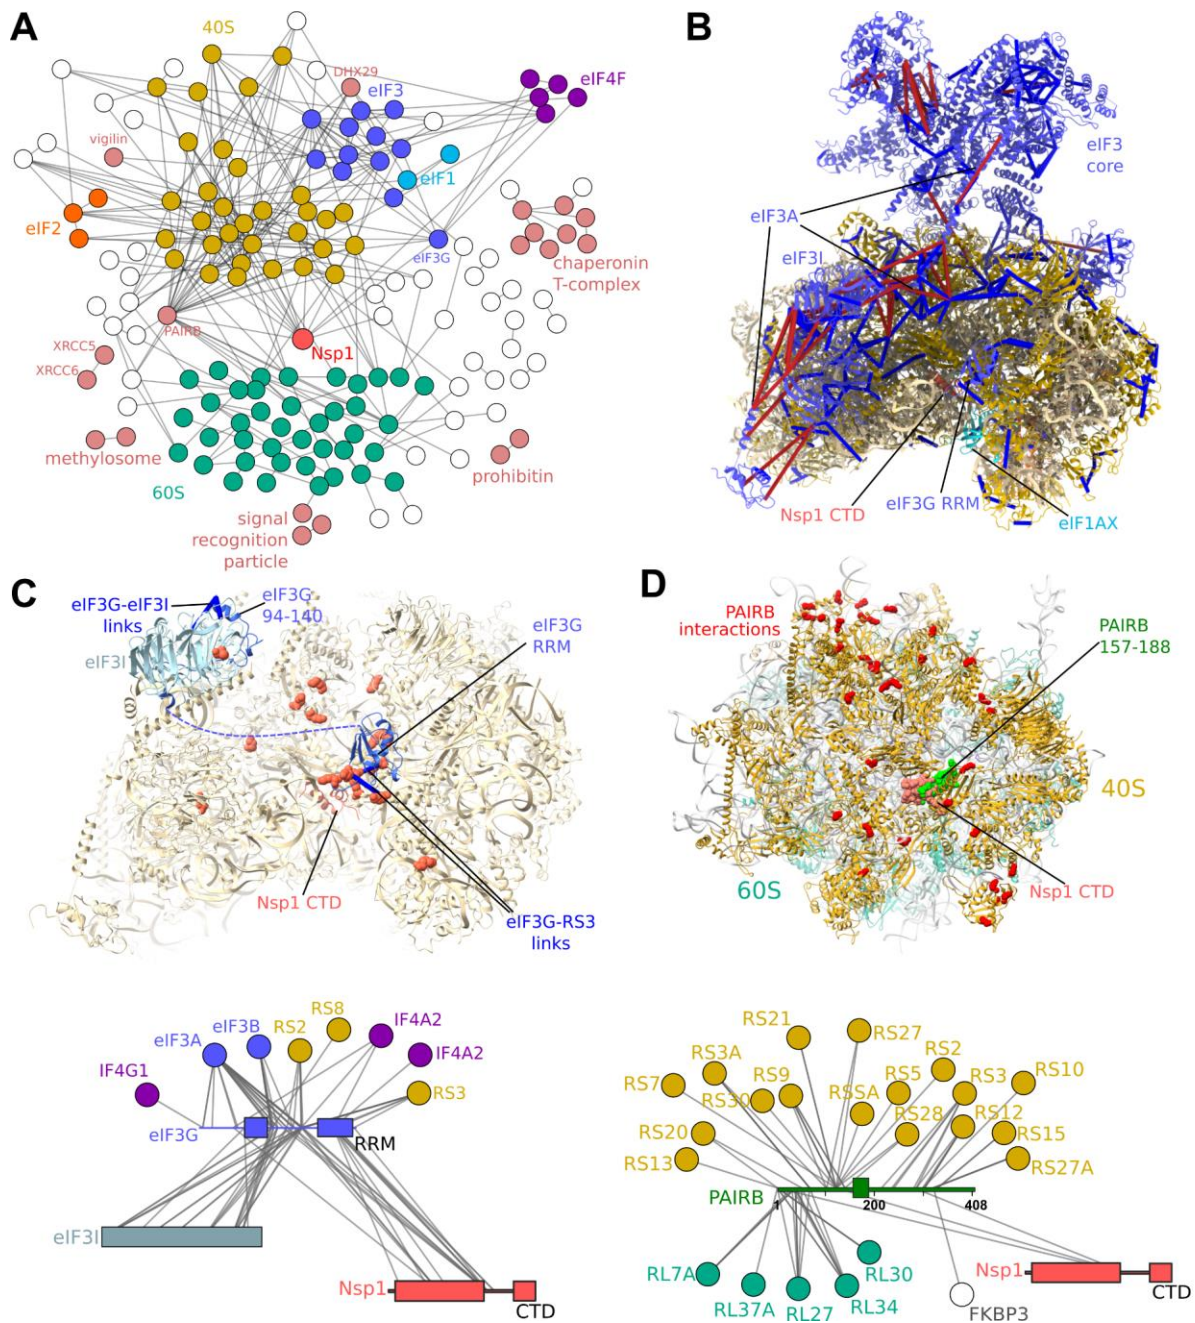 A
40S
DHX29
eIF4F
eIF3
vigilin
eIF1
eIF2
eIF3G
chaperonin
T-complex
PAIRB
XRCC5
XRCC6
Nsp1
methylosome
prohibitin
60S
signal
recognition
particle
B
eIF3
core
eIF3A
eIF3I
Nsp1 CTD
eIF3G RRM
eIF1AX
C
eIF3G-eIF3I
links
eIF3G
94-140
eIF3I
eIF3G
RRM
Nsp1 CTD
eIF3G-RS3
links
D
PAIRB
interactions
PAIRB
157-188
40S
60S
Nsp1 CTD
IF4G1
eIF3A
eIF3B
RS2
RS8
IF4A2
IF4A2
RS3
eIF3G
RRM
eIF3I
Nsp1
CTD
RS21
RS27
RS3A
RS9
RS2
RS7
RS30
RSSA
RS5
RS3
RS10
RS28
RS12
RS20
RS15
RS13
RS27A
PAIRB
1
200
408
RL7A
RL37A
RL27
RL34
RL30
FKBP3
Nsp1
CTD